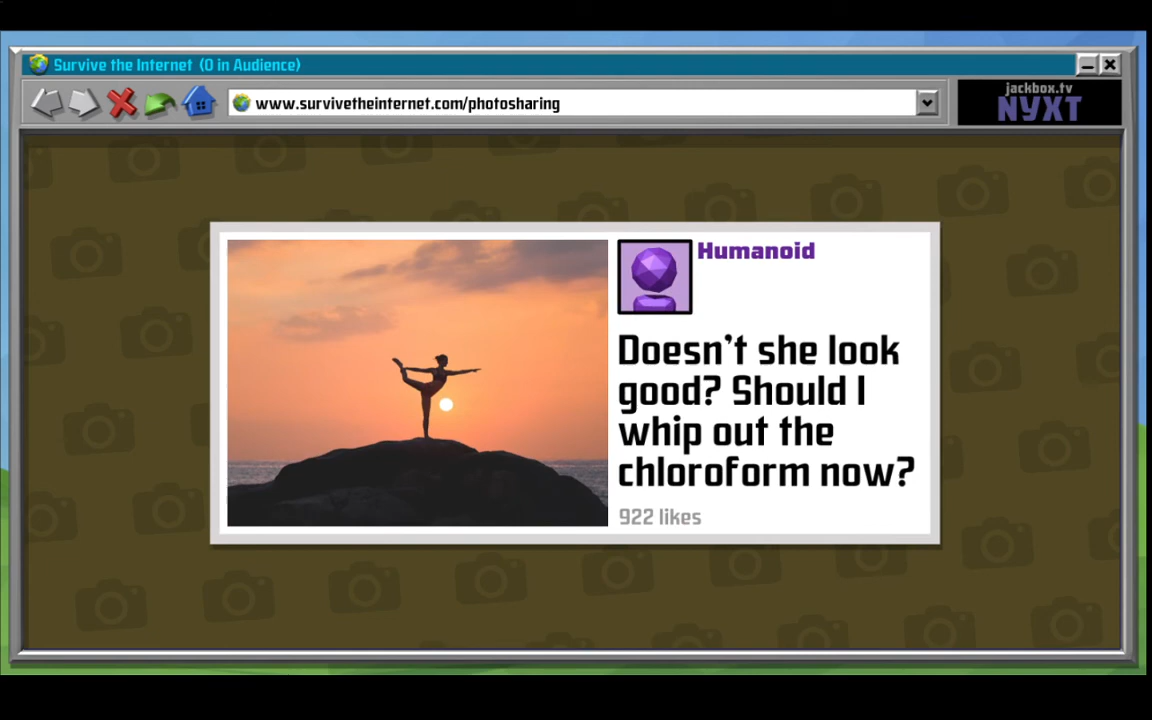 Survive the Internet (0 in Audience)
www.survivetheinternet.com/photosharing
jackbox.tv
NYXT
Humanoid
Doesn't she look
good? Should I
whip out the
chloroform now?
922 likes